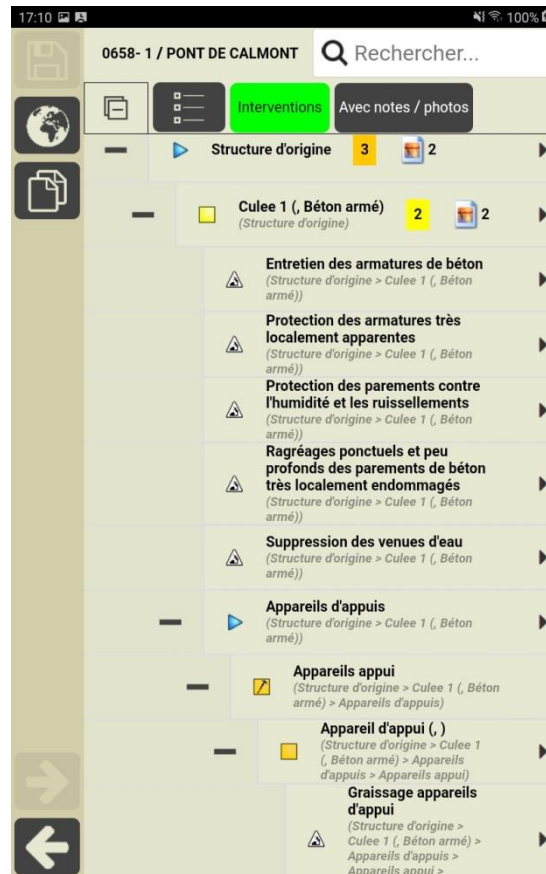 17:10 100%
0658- 1 / PONT DE CALMONT Rechercher...
Interventions Avec notes / photos
Structure d'origine 3 2
Culee 1 (, Béton armé) 2 2
(Structure d'origine)
Entretien des armatures de béton
(Structure d'origine > Culee 1 (, Béton
armé))
Protection des armatures très
localement apparentes
(Structure d'origine > Culee 1 (, Béton
armé))
Protection des parements contre
l'humidité et les ruissellements
(Structure d'origine > Culee 1 (, Béton
armé))
Ragréages ponctuels et peu
profonds des parements de béton
très localement endommagés
(Structure d'origine > Culee 1 (, Béton
armé))
Suppression des venues d'eau
(Structure d'origine > Culee 1 (, Béton
armé))
Appareils d'appuis
(Structure d'origine > Culee 1 (, Béton
armé))
Appareils appui
(Structure d'origine > Culee 1 (, Béton
armé) > Appareils d'appuis)
Appareil d'appui (, )
(Structure d'origine > Culee 1
(, Béton armé) > Appareils
d'appuis > Appareils appui)
Graissage appareils
d'appui
(Structure d'origine >
Culee 1 (, Béton armé) >
Appareils d'appuis >
Appareils appui >